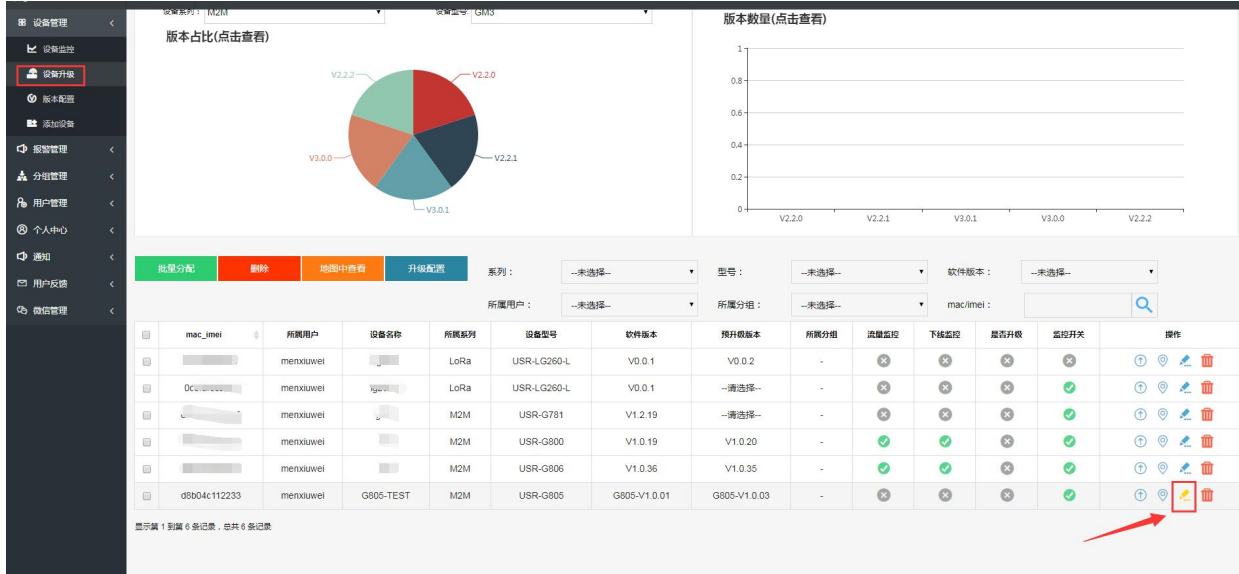 设备管理
设备监控
设备升级
版本配置
添加设备
报警管理
分组管理
用户管理
个人中心
通知
用户反馈
微信管理
设备系列： M2M
设备型号 GM3
版本占比(点击查看)
V2.2.2
V2.2.0
V3.0.0
V2.2.1
V3.0.1
版本数量(点击查看)
1
0.8
0.6
0.4
0.2
0
V2.2.0 V2.2.1 V3.0.1 V3.0.0 V2.2.2
批量分配 删除 地图中查看 升级配置
系列： --未选择-- 型号： --未选择-- 软件版本： --未选择--
所属用户： --未选择-- 所属分组： --未选择-- mac/imei：
mac_imei 所属用户 设备名称 所属系列 设备型号 软件版本 预升级版本 所属分组 流量监控 下线监控 是否升级 监控开关 操作
menxiuwei LoRa USR-LG260-L V0.0.1 V0.0.2 -
menxiuwei LoRa USR-LG260-L V0.0.1 --请选择-- -
menxiuwei M2M USR-G781 V1.2.19 --请选择-- -
menxiuwei M2M USR-G800 V1.0.19 V1.0.20 -
menxiuwei M2M USR-G806 V1.0.36 V1.0.35 -
d8b04c112233 menxiuwei G805-TEST M2M USR-G805 G805-V1.0.01 G805-V1.0.03 -
显示第 1 到第 6 条记录，总共 6 条记录